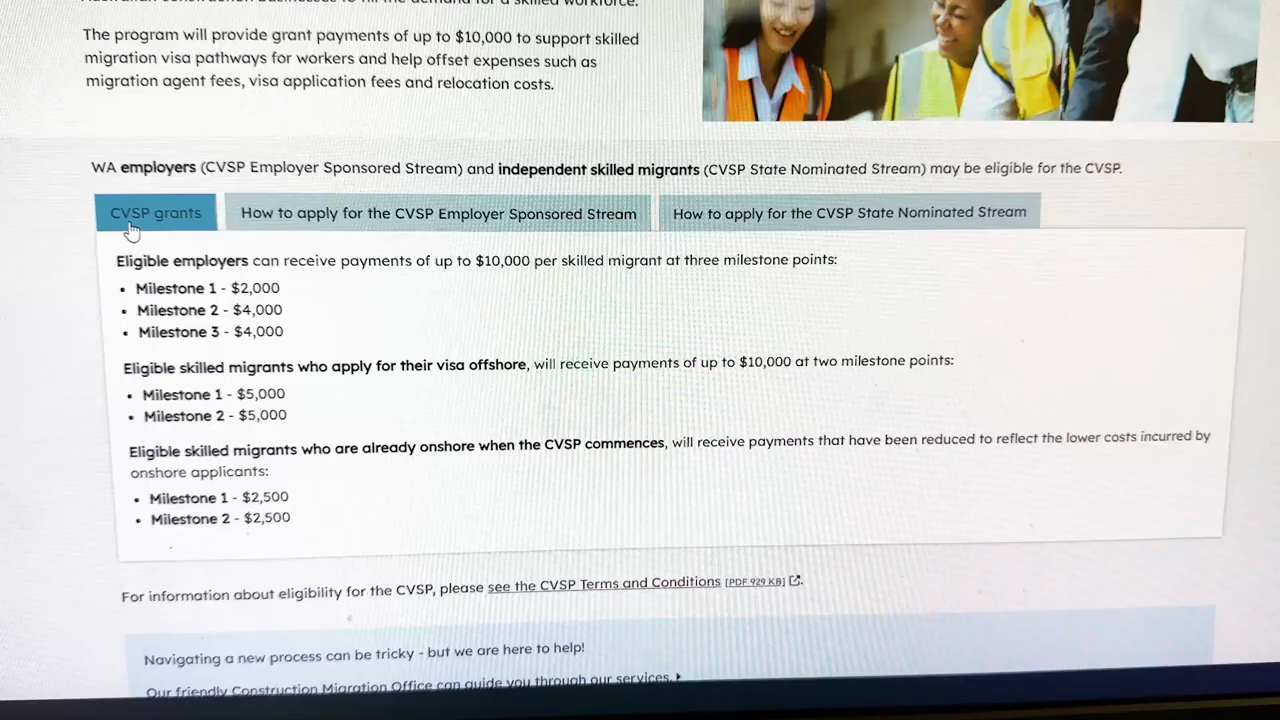 The program will provide grant payments of up to $10,000 to support skilled
migration visa pathways for workers and help offset expenses such as
migration agent fees, visa application fees and relocation costs.
WA employers (CVSP Employer Sponsored Stream) and independent skilled migrants (CVSP State Nominated Stream) may be eligible for the CVSP.
CVSP grants
How to apply for the CVSP Employer Sponsored Stream
How to apply for the CVSP State Nominated Stream
Eligible employers can receive payments of up to $10,000 per skilled migrant at three milestone points:
• Milestone 1 - $2,000
• Milestone 2 - $4,000
• Milestone 3 - $4,000
Eligible skilled migrants who apply for their visa offshore, will receive payments of up to $10,000 at two milestone points:
• Milestone 1 - $5,000
• Milestone 2 - $5,000
Eligible skilled migrants who are already onshore when the CVSP commences, will receive payments that have been reduced to reflect the lower costs incurred by
onshore applicants:
• Milestone 1 - $2,500
• Milestone 2 - $2,500
For information about eligibility for the CVSP, please see the CVSP Terms and Conditions [PDF 929 KB].
Navigating a new process can be tricky - but we are here to help!
Our friendly Construction Migration Office can guide you through our services.